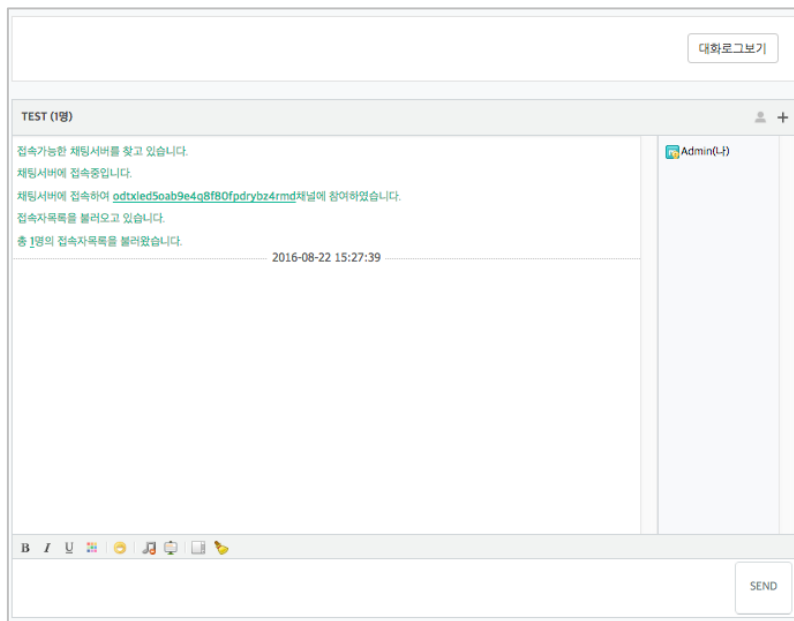 대화로그보기
TEST (1명)
접속가능한 채팅서버를 찾고 있습니다.
채팅서버에 접속중입니다.
채팅서버에 접속하여 odtxled5oab9e4q8f80fpdrybz4rmd채널에 참여하였습니다.
접속자목록을 불러오고 있습니다.
총 1명의 접속자목록을 불러왔습니다.
2016-08-22 15:27:39
Admin(나)
B I U
SEND